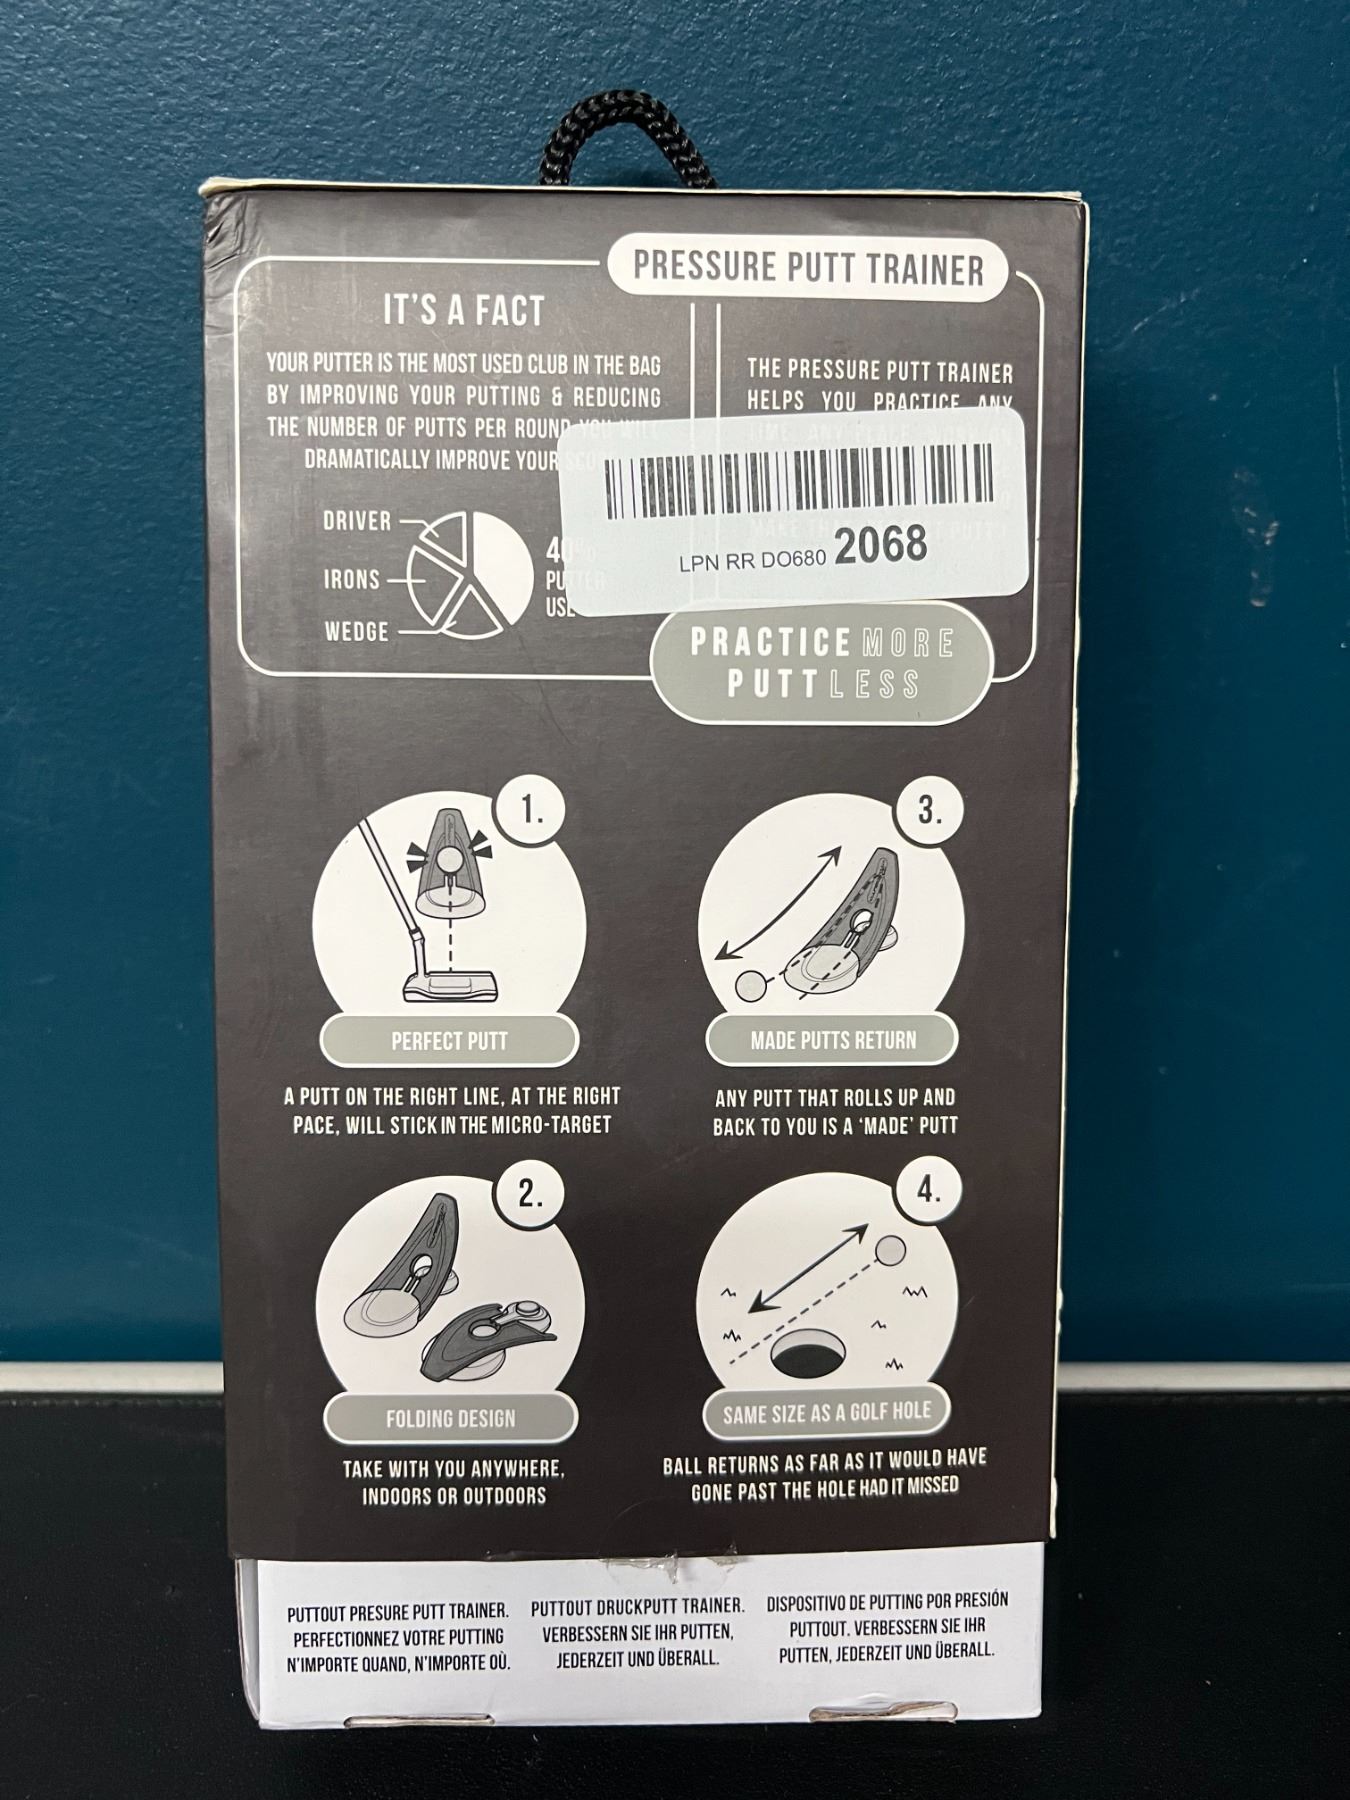 PRESSURE PUTT TRAINER
IT'S A FACT
YOUR PUTTER IS THE MOST USED CLUB IN THE BAG
BY IMPROVING YOUR PUTTING & REDUCING
THE NUMBER OF PUTTS PER ROUND YOU WILL
DRAMATICALLY IMPROVE YOUR
DRIVER
IRONS
WEDGE
40%
PUTTER
USE
THE PRESSURE PUTT TRAINER
HELPS YOU PRACTICE ANY
LPN RR DO680 2068
PRACTICE MORE
PUTT LESS
1.
PERFECT PUTT
A PUTT ON THE RIGHT LINE, AT THE RIGHT
PACE, WILL STICK IN THE MICRO-TARGET
2.
FOLDING DESIGN
TAKE WITH YOU ANYWHERE,
INDOORS OR OUTDOORS
3.
MADE PUTTS RETURN
ANY PUTT THAT ROLLS UP AND
BACK TO YOU IS A 'MADE' PUTT
4.
SAME SIZE AS A GOLF HOLE
BALL RETURNS AS FAR AS IT WOULD HAVE
GONE PAST THE HOLE HAD IT MISSED
PUTTOUT PRESURE PUTT TRAINER.
PERFECTIONNEZ VOTRE PUTTING
N'IMPORTE QUAND, N'IMPORTE OÙ.
PUTTOUT DRUCKPUTT TRAINER.
VERBESSERN SIE IHR PUTTEN,
JEDERZEIT UND ÜBERALL.
DISPOSITIVO DE PUTTING POR PRESIÓN
PUTTOUT. VERBESSERN SIE IHR
PUTTEN, JEDERZEIT UND ÜBERALL.